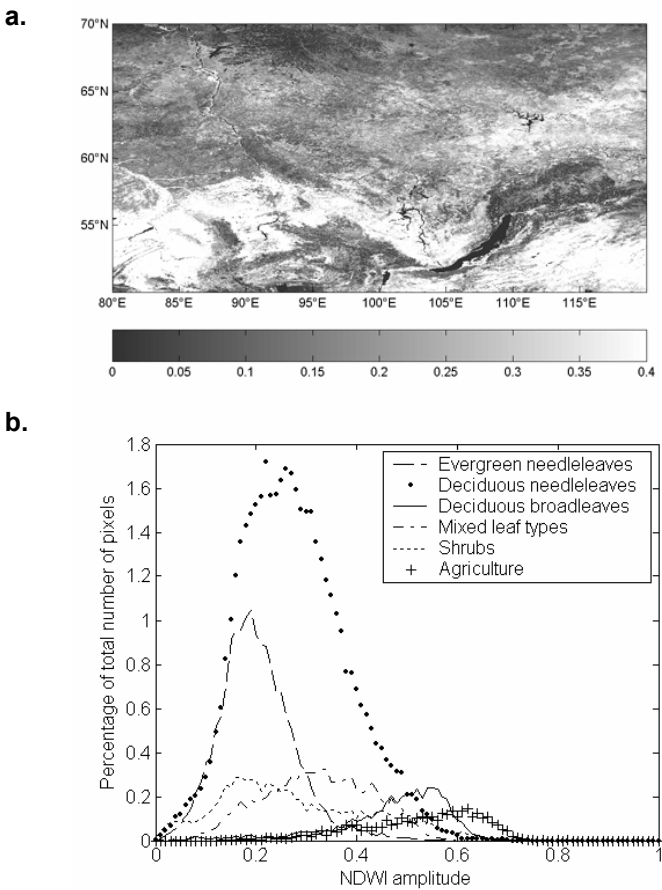 a.
70°N
65°N
60°N
55°N
80°E 85°E 90°E 95°E 100°E 105°E 110°E 115°E
0 0.05 0.1 0.15 0.2 0.25 0.3 0.35 0.4
b.
Percentage of total number of pixels
1.8
1.6
1.4
1.2
1
0.8
0.6
0.4
0.2
0
Evergreen needleleaves
Deciduous needleleaves
Deciduous broadleaves
Mixed leaf types
Shrubs
Agriculture
0 0.2 0.4 0.6 0.8 1
NDWI amplitude